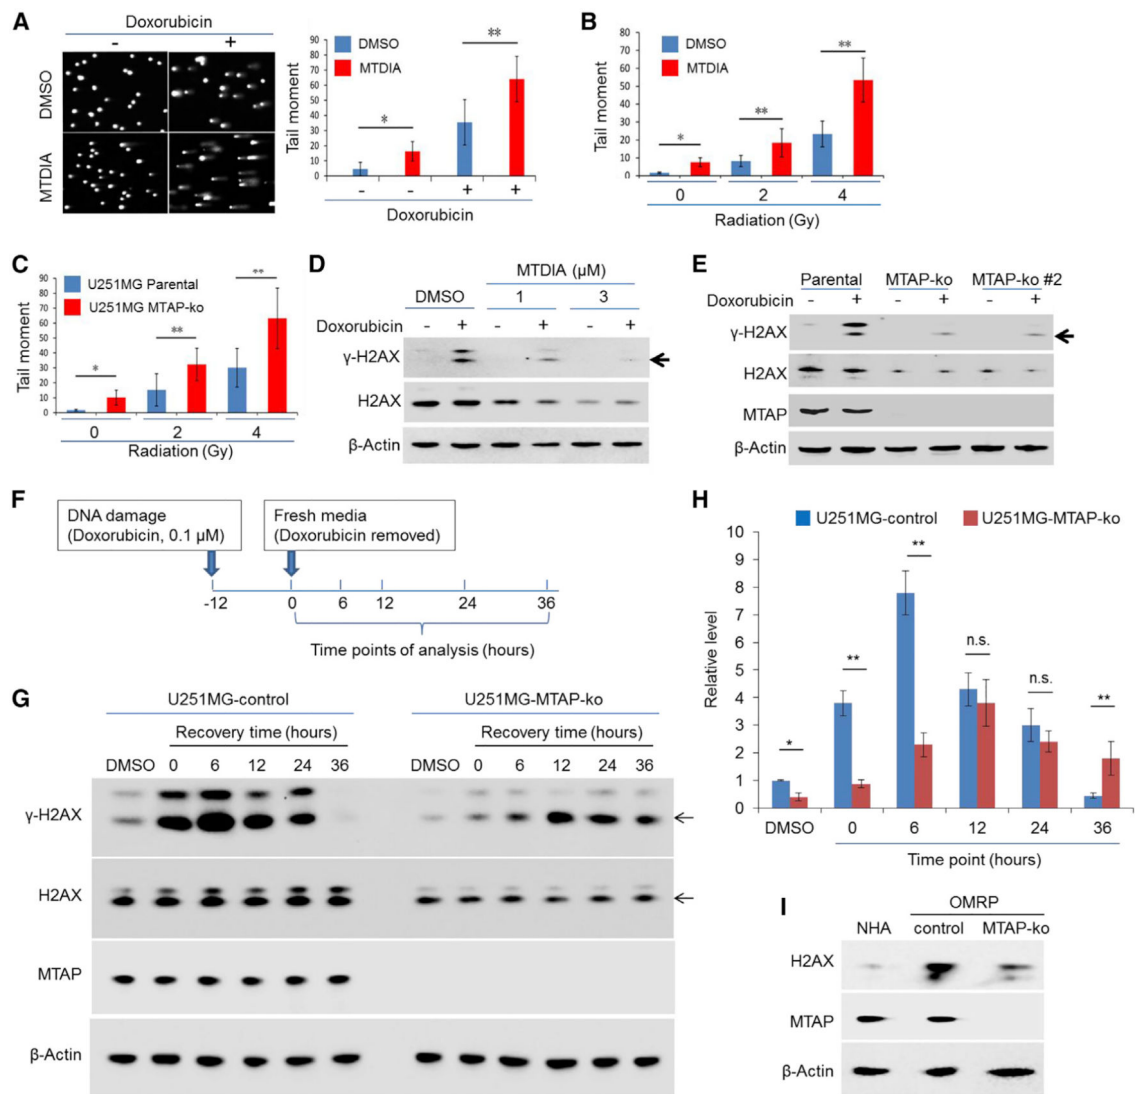 A
Doxorubicin
- +
DMSO
MTDIA
Tail moment
90
80
70
60
50
40
30
20
10
0
DMSO
MTDIA
*
**
- - + +
Doxorubicin
B
Tail moment
80
70
60
50
40
30
20
10
0
DMSO
MTDIA
*
**
**
0 2 4
Radiation (Gy)
C
Tail moment
90
80
70
60
50
40
30
20
10
0
U251MG Parental
U251MG MTAP-ko
*
**
**
0 2 4
Radiation (Gy)
D
MTDIA (μM)
DMSO 1 3
Doxorubicin - + - + - +
γ-H2AX
H2AX
β-Actin
E
Parental MTAP-ko MTAP-ko #2
Doxorubicin - + - + - +
γ-H2AX
H2AX
MTAP
β-Actin
F
DNA damage
(Doxorubicin, 0.1 μM)
Fresh media
(Doxorubicin removed)
-12 0 6 12 24 36
Time points of analysis (hours)
G
U251MG-control U251MG-MTAP-ko
Recovery time (hours) Recovery time (hours)
DMSO 0 6 12 24 36 DMSO 0 6 12 24 36
γ-H2AX
H2AX
MTAP
β-Actin
H
U251MG-control U251MG-MTAP-ko
Relative level
10
9
8
7
6
5
4
3
2
1
0
*
**
**
n.s.
n.s.
**
DMSO 0 6 12 24 36
Time point (hours)
I
OMRP
NHA control MTAP-ko
H2AX
MTAP
β-Actin